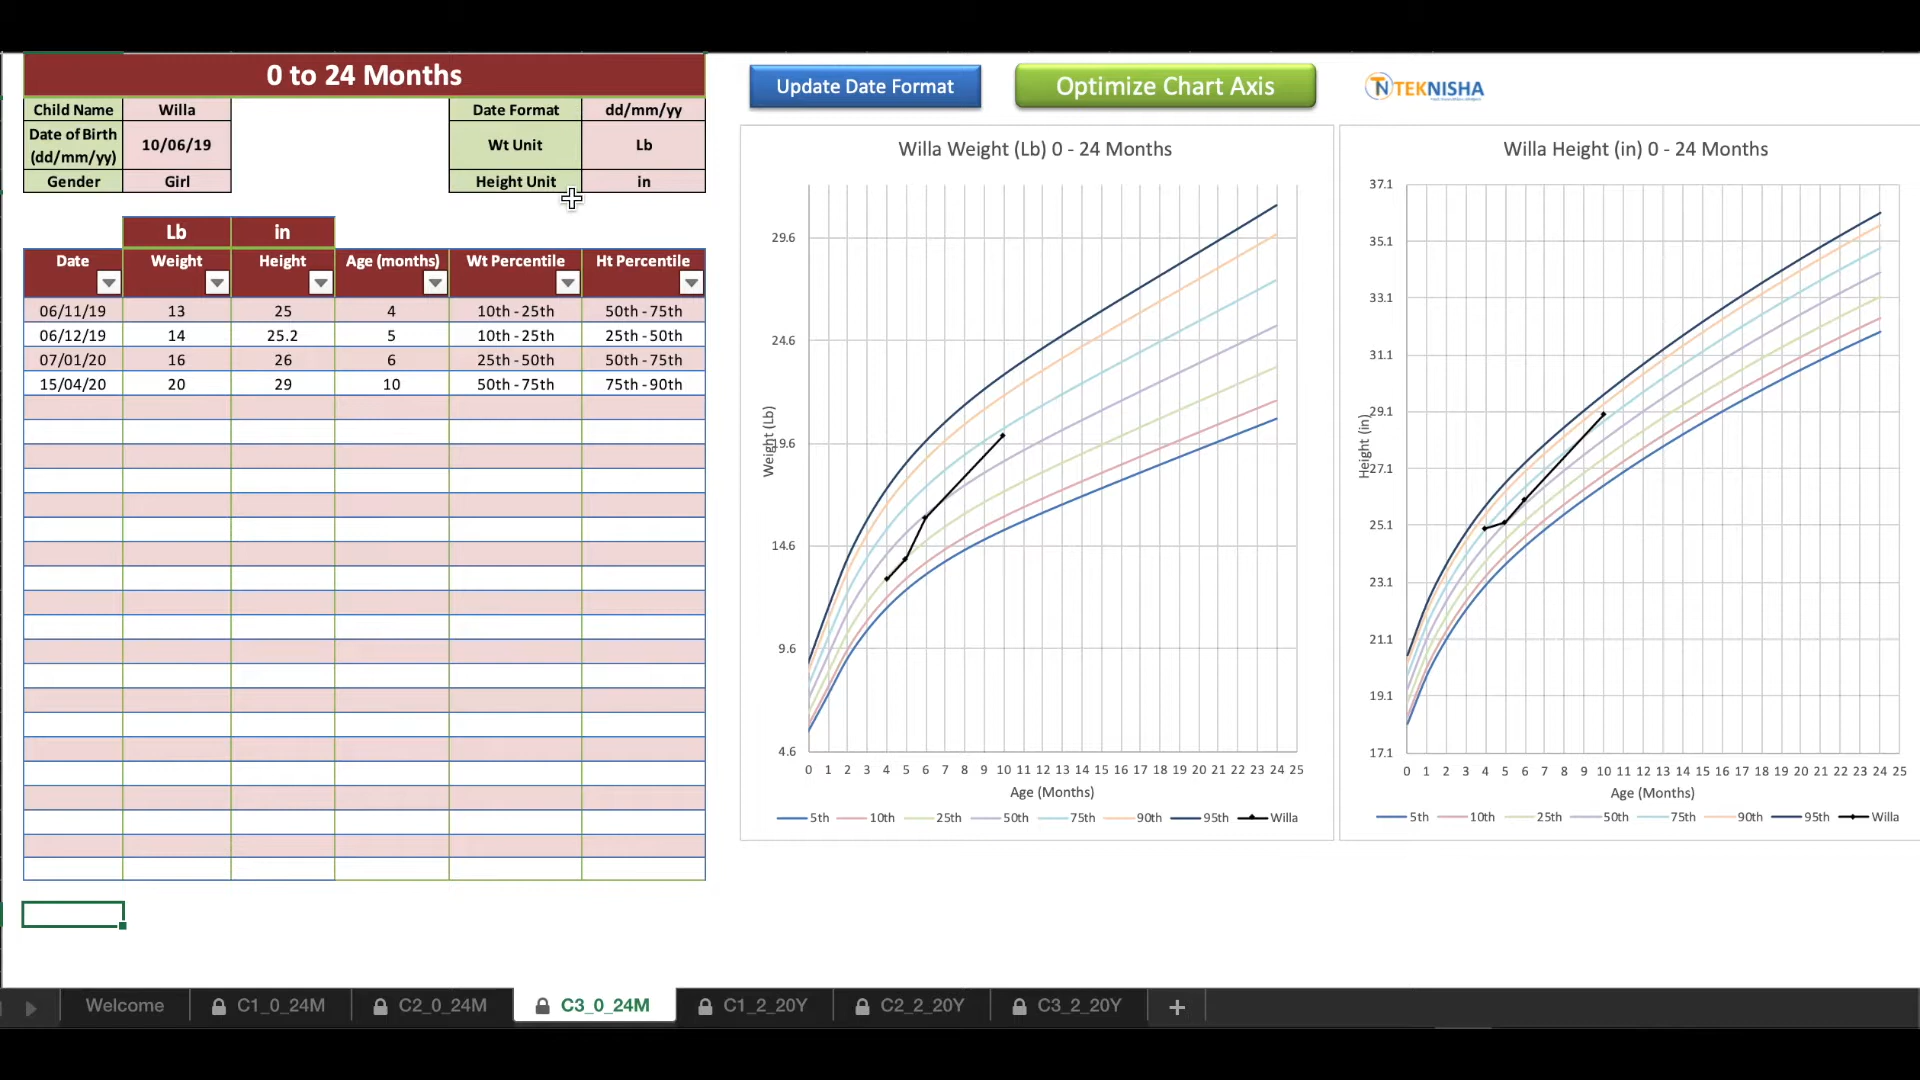 0 to 24 Months
Child Name Willa
Date of Birth
(dd/mm/yy) 10/06/19
Gender Girl
Date Format dd/mm/yy
Wt Unit Lb
Height Unit in
Lb in
Date Weight Height Age (months) Wt Percentile Ht Percentile
06/11/19 13 25 4 10th - 25th 50th - 75th
06/12/19 14 25.2 5 10th - 25th 25th - 50th
07/01/20 16 26 6 25th - 50th 50th - 75th
15/04/20 20 29 10 50th - 75th 75th - 90th
Update Date Format
Optimize Chart Axis
TEKNISHA
Willa Weight (Lb) 0 - 24 Months
29.6
24.6
19.6
14.6
9.6
4.6
Weight (Lb)
0 1 2 3 4 5 6 7 8 9 10 11 12 13 14 15 16 17 18 19 20 21 22 23 24 25
Age (Months)
5th 10th 25th 50th 75th 90th 95th Willa
Willa Height (in) 0 - 24 Months
37.1
35.1
33.1
31.1
29.1
27.1
25.1
23.1
21.1
19.1
17.1
Height (in)
0 1 2 3 4 5 6 7 8 9 10 11 12 13 14 15 16 17 18 19 20 21 22 23 24 25
Age (Months)
5th 10th 25th 50th 75th 90th 95th Willa
Welcome C1_0_24M C2_0_24M C3_0_24M C1_2_20Y C2_2_20Y C3_2_20Y +